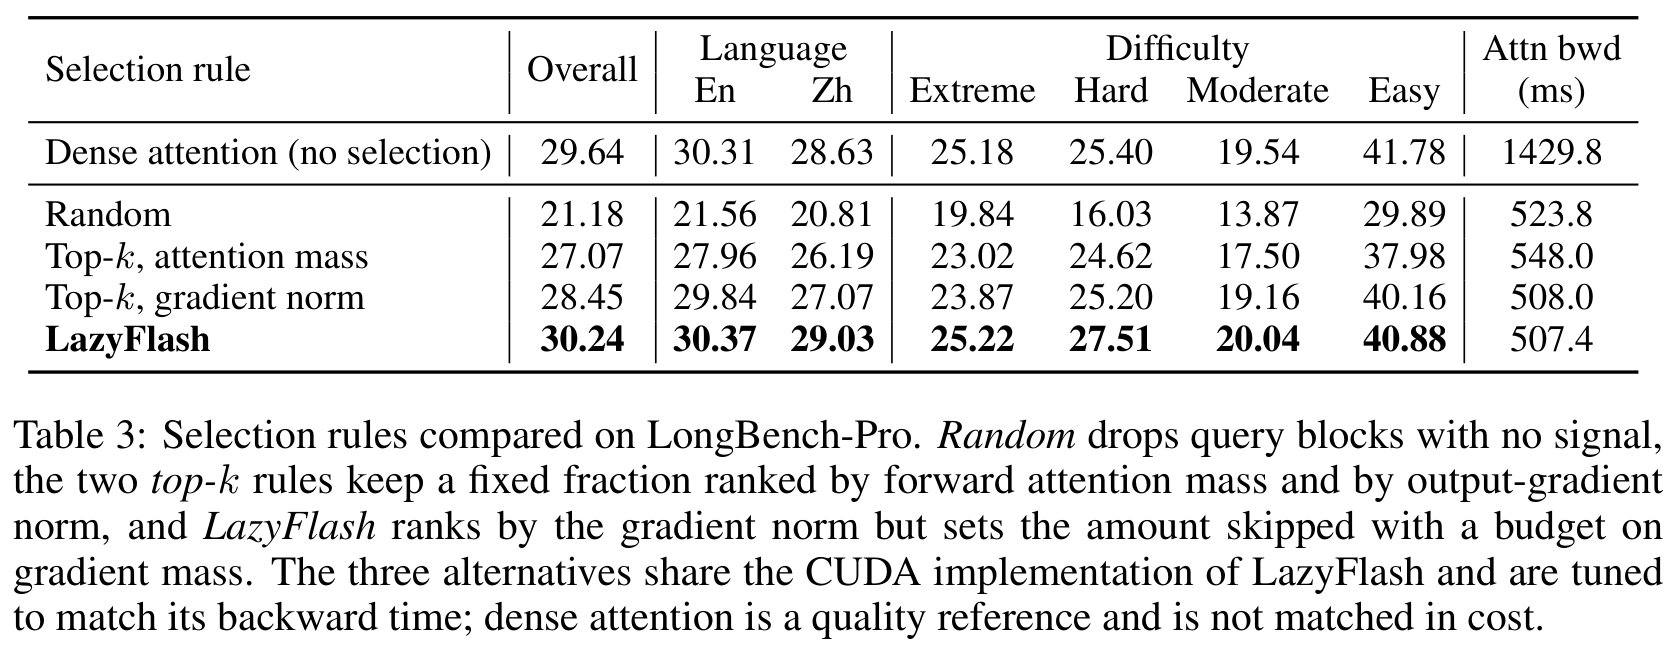 Selection rule Overall Language Difficulty Attn bwd
En Zh Extreme Hard Moderate Easy (ms)
Dense attention (no selection) 29.64 30.31 28.63 25.18 25.40 19.54 41.78 1429.8
Random 21.18 21.56 20.81 19.84 16.03 13.87 29.89 523.8
Top-k, attention mass 27.07 27.96 26.19 23.02 24.62 17.50 37.98 548.0
Top-k, gradient norm 28.45 29.84 27.07 23.87 25.20 19.16 40.16 508.0
LazyFlash 30.24 30.37 29.03 25.22 27.51 20.04 40.88 507.4
Table 3: Selection rules compared on LongBench-Pro. Random drops query blocks with no signal,
the two top-k rules keep a fixed fraction ranked by forward attention mass and by output-gradient
norm, and LazyFlash ranks by the gradient norm but sets the amount skipped with a budget on
gradient mass. The three alternatives share the CUDA implementation of LazyFlash and are tuned
to match its backward time; dense attention is a quality reference and is not matched in cost.